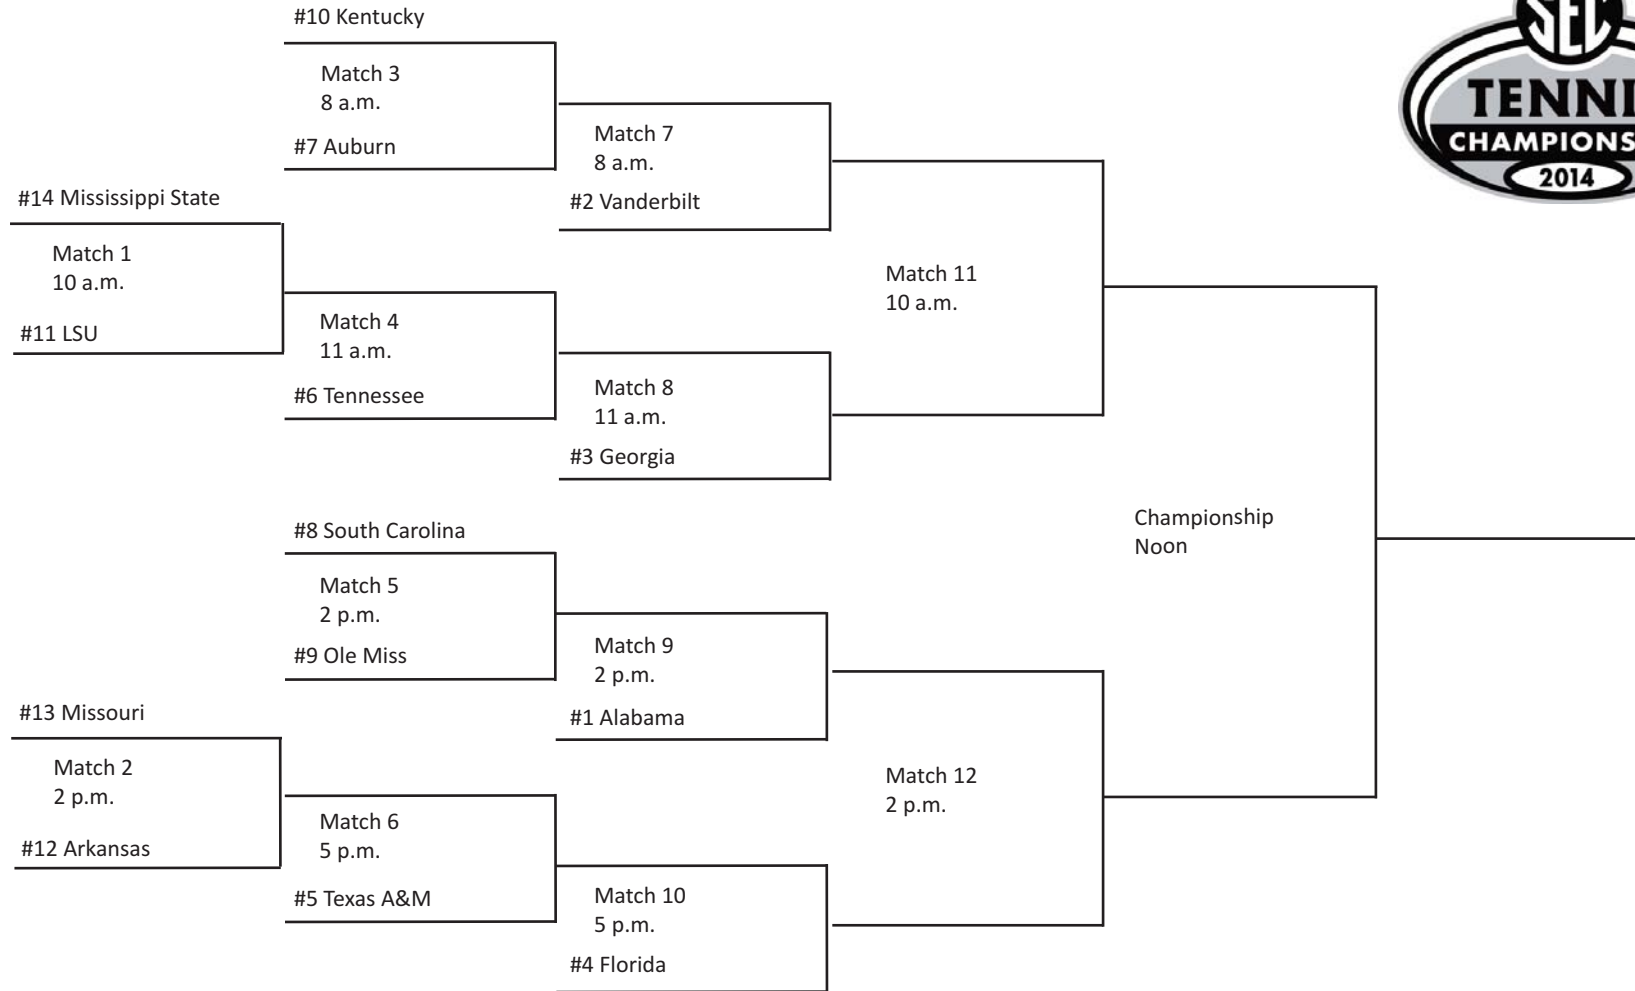 #10 Kentucky
Match 3
8 a.m.
#7 Auburn
Match 7
8 a.m.
#2 Vanderbilt
#14 Mississippi State
Match 1
10 a.m.
#11 LSU
Match 4
11 a.m.
#6 Tennessee
Match 8
11 a.m.
#3 Georgia
Match 11
10 a.m.
#8 South Carolina
Match 5
2 p.m.
#9 Ole Miss
Match 9
2 p.m.
#1 Alabama
#13 Missouri
Match 2
2 p.m.
#12 Arkansas
Match 6
5 p.m.
#5 Texas A&M
Match 10
5 p.m.
#4 Florida
Match 12
2 p.m.
Championship
Noon
SEC
TENNI
CHAMPIONS
2014